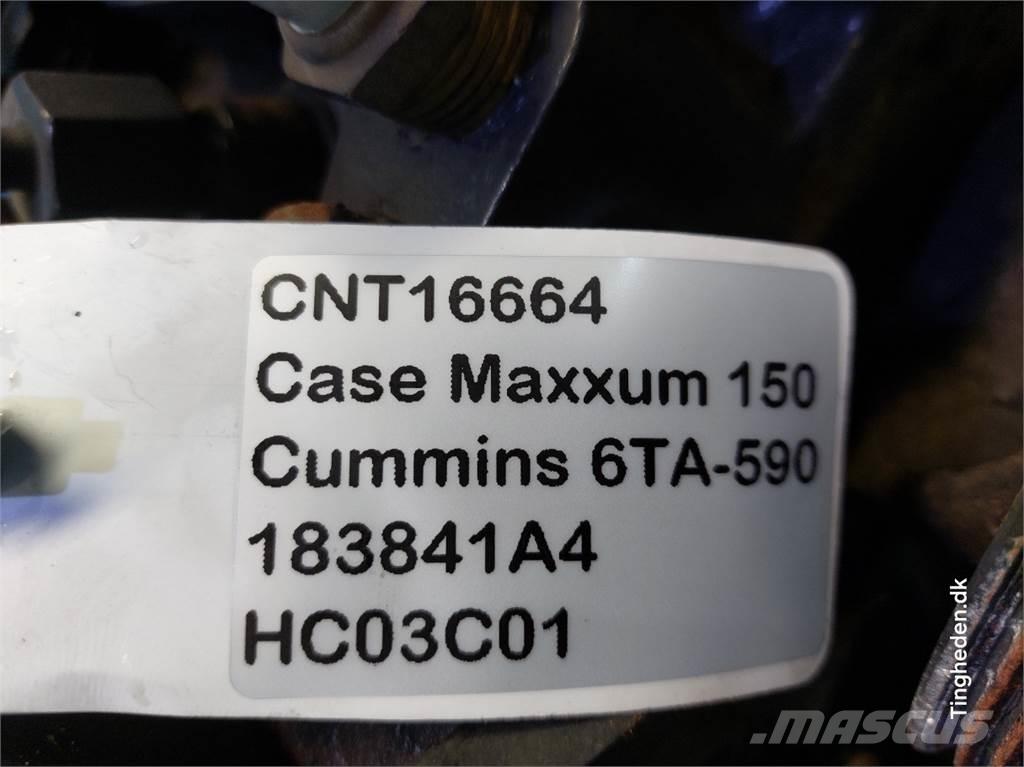 CNT16664
Case Maxxum 150
Cummins 6TA-590
183841A4
HC03C01
Tingheden.dk
MASCUS